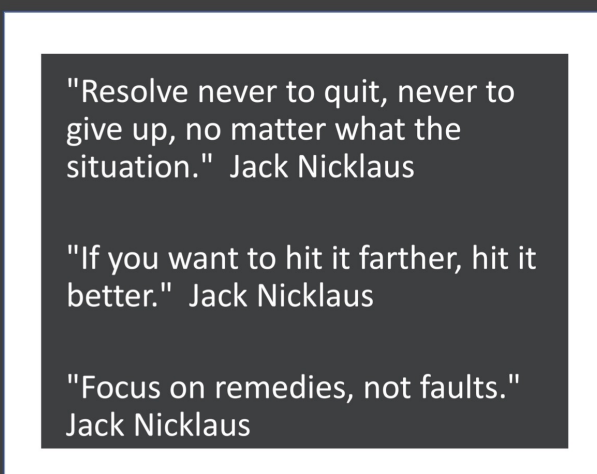 "Resolve never to quit, never to
give up, no matter what the
situation."  Jack Nicklaus
"If you want to hit it farther, hit it
better."  Jack Nicklaus
"Focus on remedies, not faults."
Jack Nicklaus